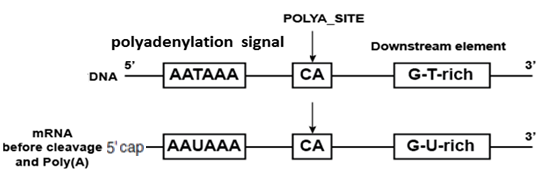 POLYA_SITE
polyadenylation signal
Downstream element
DNA 5' AATAAA CA G-T-rich 3'
mRNA
before cleavage 5' cap AAUAAA CA G-U-rich 3'
and Poly(A)